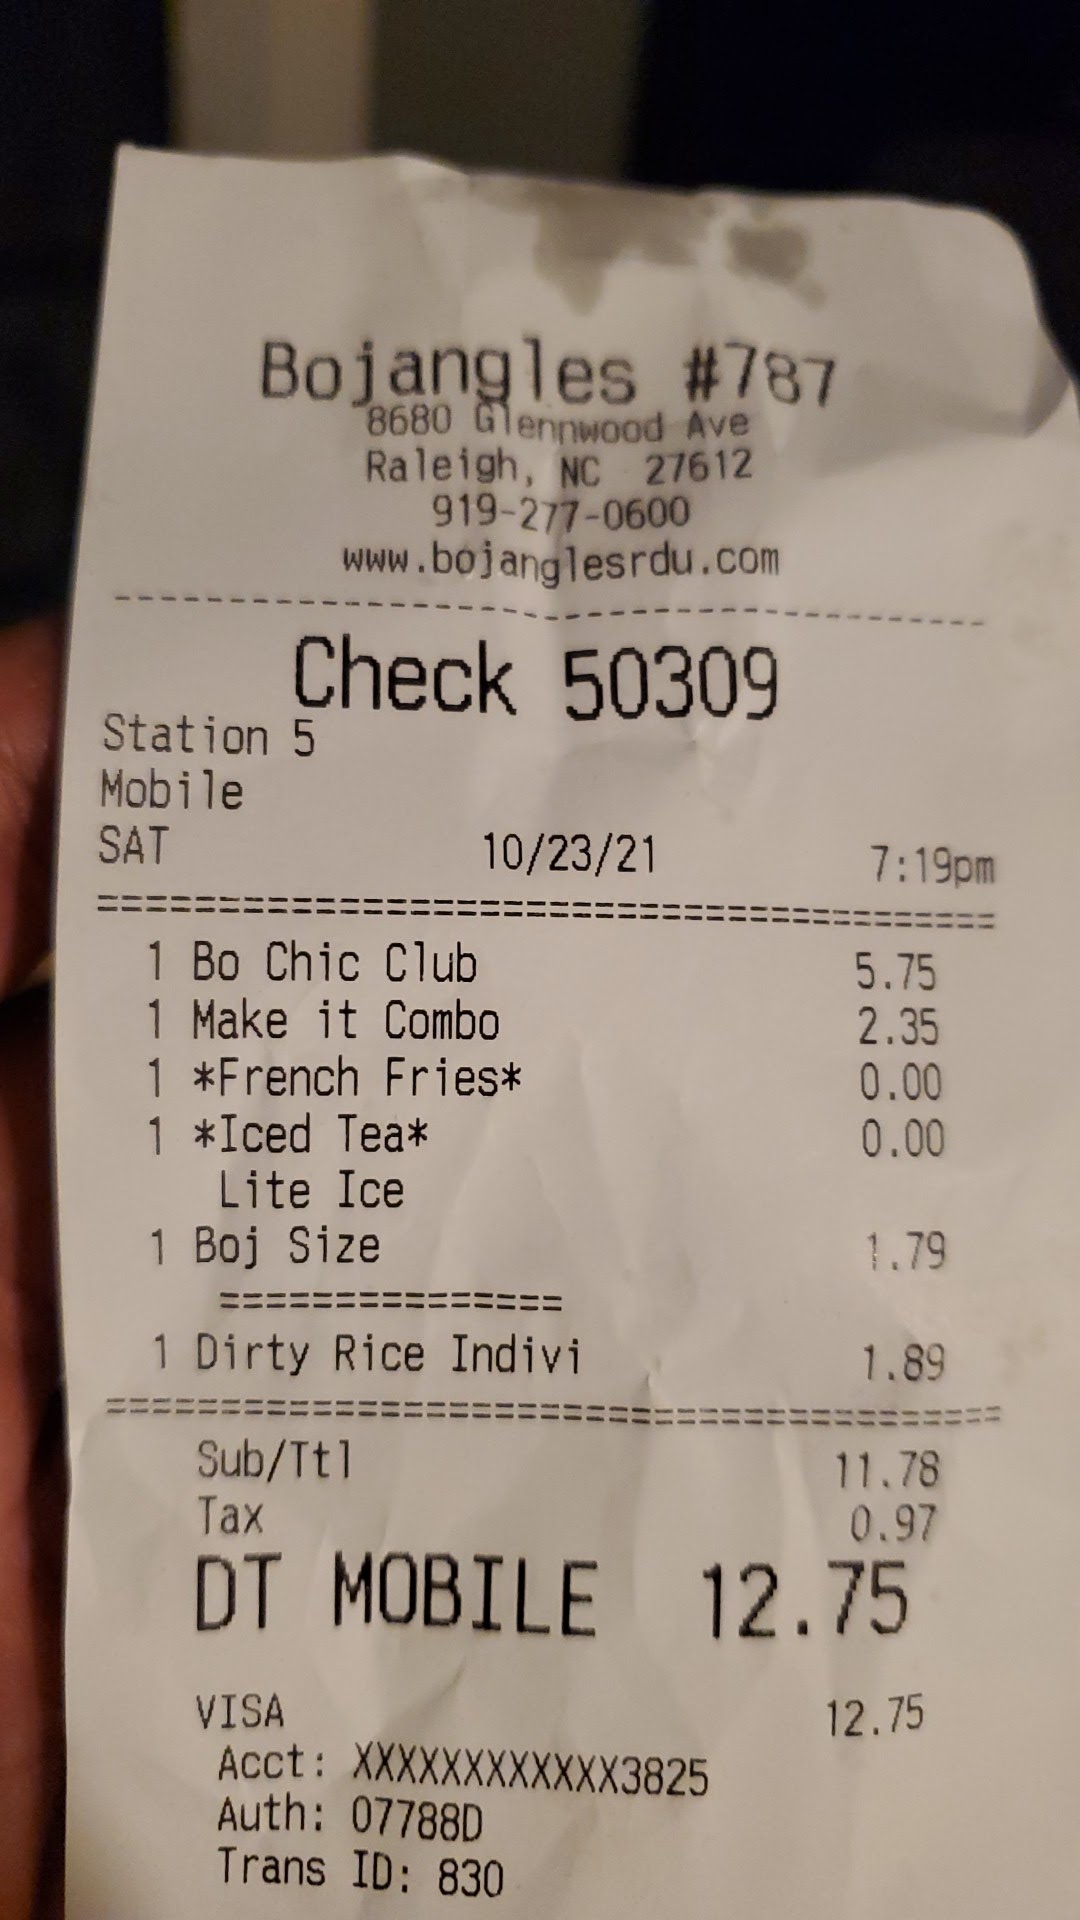 Bojangles #787
8680 Glennwood Ave
Raleigh, NC 27612
919-277-0600
www.bojanglesrdu.com
Check 50309
Station 5
Mobile
SAT 10/23/21 7:19pm
1 Bo Chic Club 5.75
1 Make it Combo 2.35
1 *French Fries* 0.00
1 *Iced Tea* 0.00
Lite Ice
1 Boj Size 1.79
===============
1 Dirty Rice Indivi 1.89
Sub/Ttl 11.78
Tax 0.97
DT MOBILE 12.75
VISA 12.75
Acct: XXXXXXXXXXXX3825
Auth: 07788D
Trans ID: 830